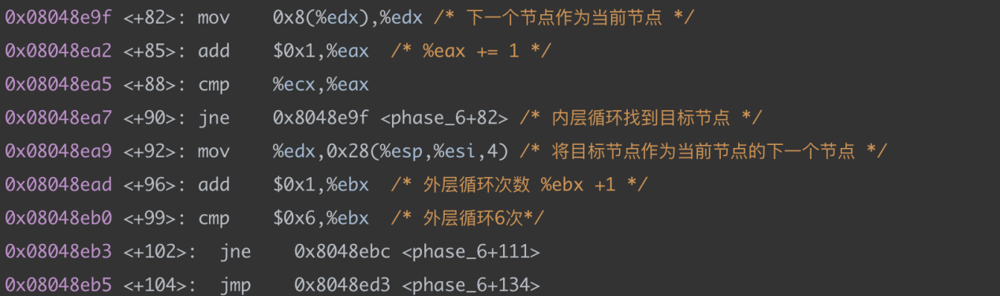 0x08048e9f <+82>: mov    0x8(%edx),%edx /* 下一个节点作为当前节点 */
0x08048ea2 <+85>: add    $0x1,%eax  /* %eax += 1 */
0x08048ea5 <+88>: cmp    %ecx,%eax
0x08048ea7 <+90>: jne    0x8048e9f <phase_6+82> /* 内层循环找到目标节点 */
0x08048ea9 <+92>: mov    %edx,0x28(%esp,%esi,4) /* 将目标节点作为当前节点的下一个节点 */
0x08048ead <+96>: add    $0x1,%ebx  /* 外层循环次数 %ebx +1 */
0x08048eb0 <+99>: cmp    $0x6,%ebx  /* 外层循环6次*/
0x08048eb3 <+102>:  jne    0x8048ebc <phase_6+111>
0x08048eb5 <+104>:  jmp    0x8048ed3 <phase_6+134>